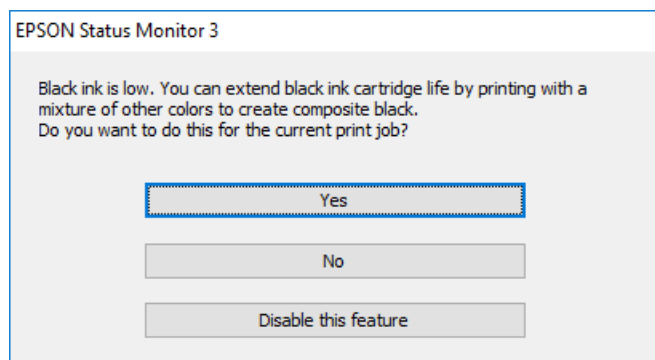 EPSON Status Monitor 3
Black ink is low. You can extend black ink cartridge life by printing with a
mixture of other colors to create composite black.
Do you want to do this for the current print job?
Yes
No
Disable this feature